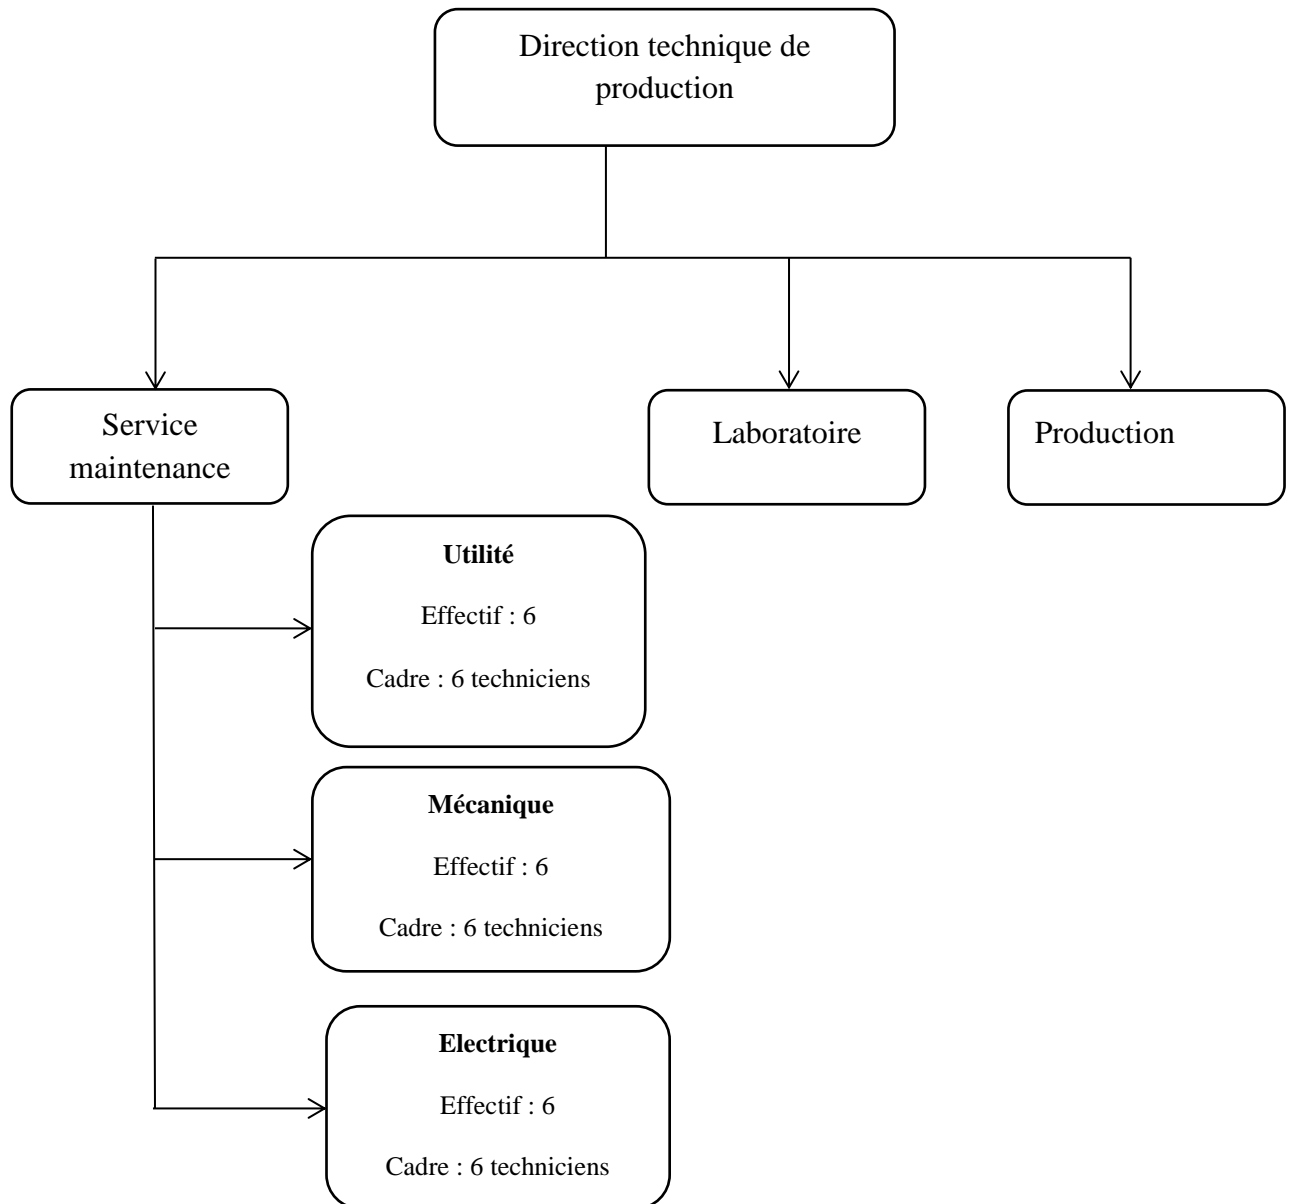 Direction technique de
production
Service
maintenance
Laboratoire
Production
Utilité
Effectif : 6
Cadre : 6 techniciens
Mécanique
Effectif : 6
Cadre : 6 techniciens
Electrique
Effectif : 6
Cadre : 6 techniciens